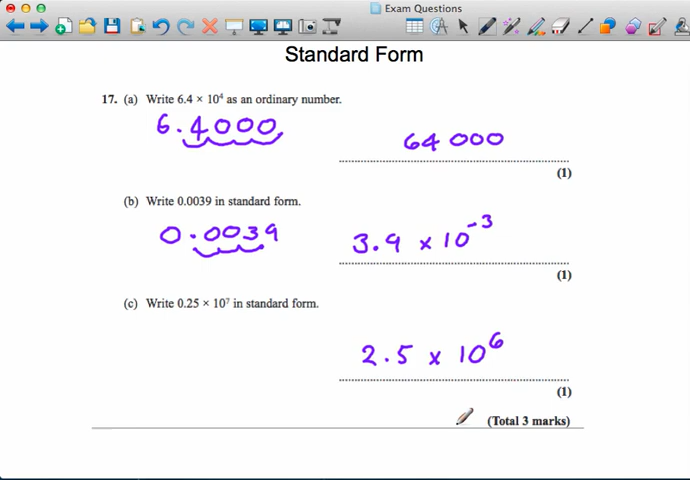 Exam Questions
Standard Form
17. (a) Write 6.4 × 10⁴ as an ordinary number.
6.4000
64 000
(1)
(b) Write 0.0039 in standard form.
0.0039
3.9 × 10⁻³
(1)
(c) Write 0.25 × 10⁷ in standard form.
2.5 × 10⁶
(1)
(Total 3 marks)